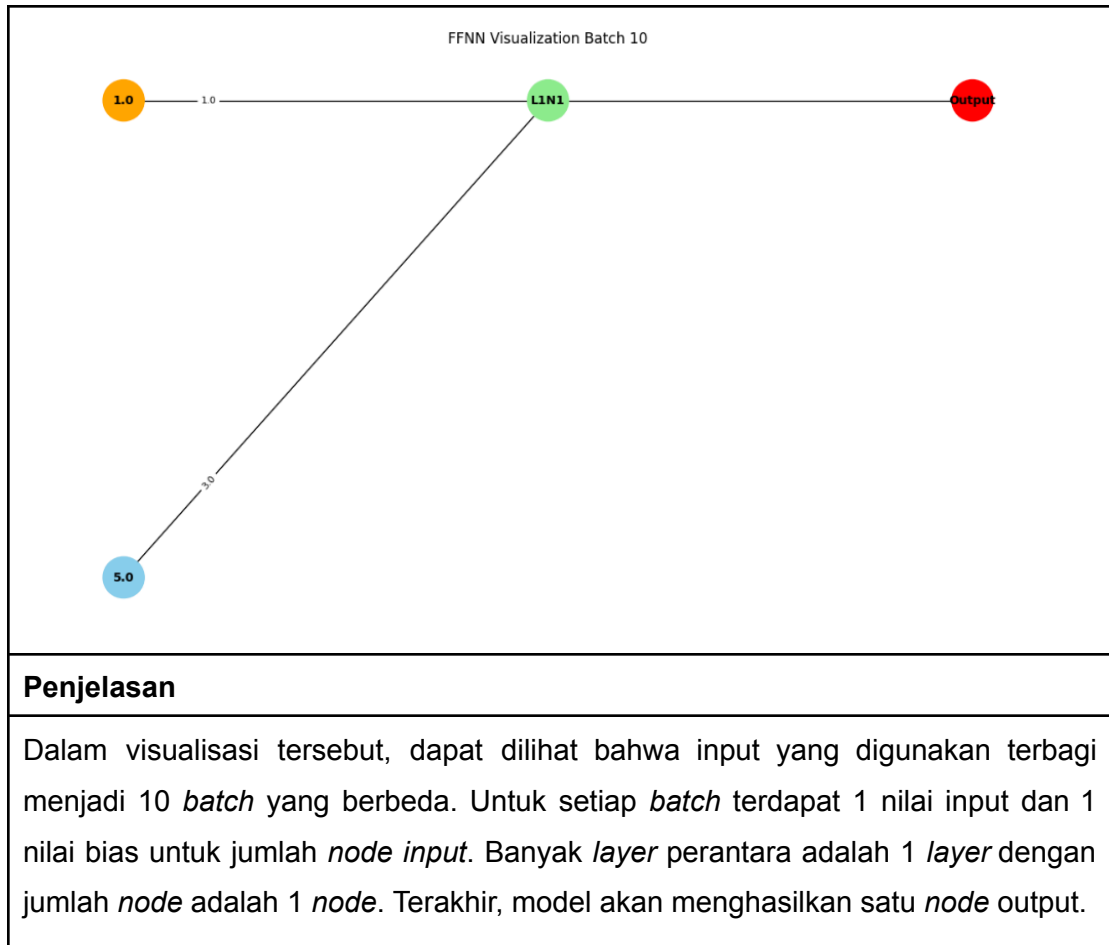 FFNN Visualization Batch 10
1.0
1.0
L1N1
Output
3.0
5.0
Penjelasan
Dalam visualisasi tersebut, dapat dilihat bahwa input yang digunakan terbagi
menjadi 10 batch yang berbeda. Untuk setiap batch terdapat 1 nilai input dan 1
nilai bias untuk jumlah node input. Banyak layer perantara adalah 1 layer dengan
jumlah node adalah 1 node. Terakhir, model akan menghasilkan satu node output.